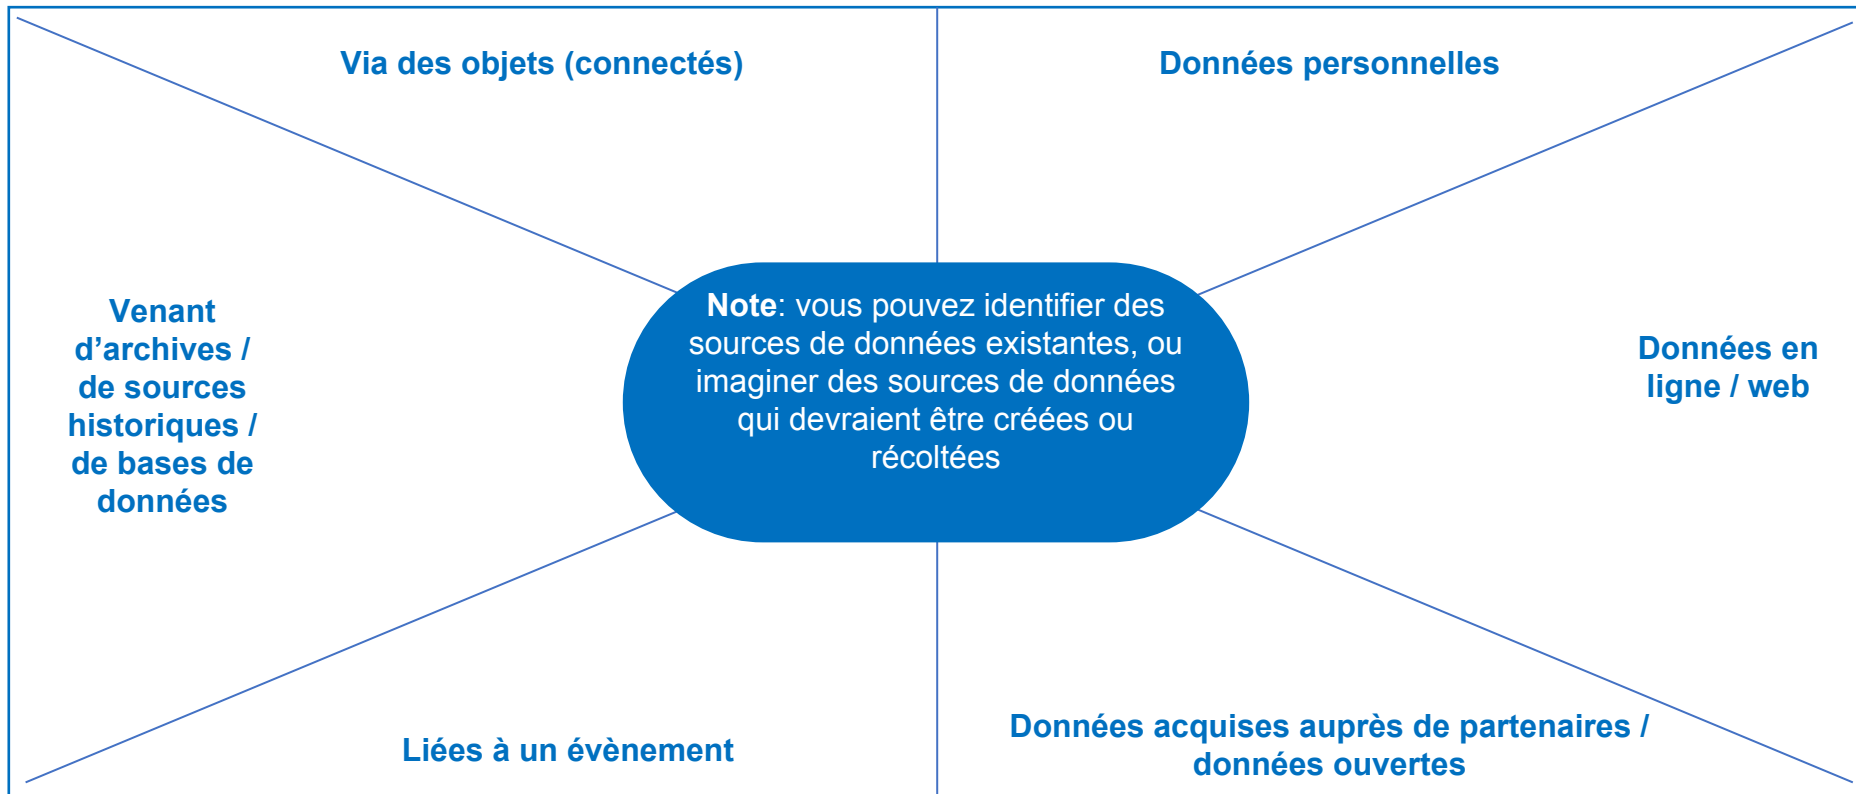 Via des objets (connectés)
Données personnelles
Venant
d’archives /
de sources
historiques /
de bases de
données
Note: vous pouvez identifier des
sources de données existantes, ou
imaginer des sources de données
qui devraient être créées ou
récoltées
Données en
ligne / web
Liées à un évènement
Données acquises auprès de partenaires /
données ouvertes